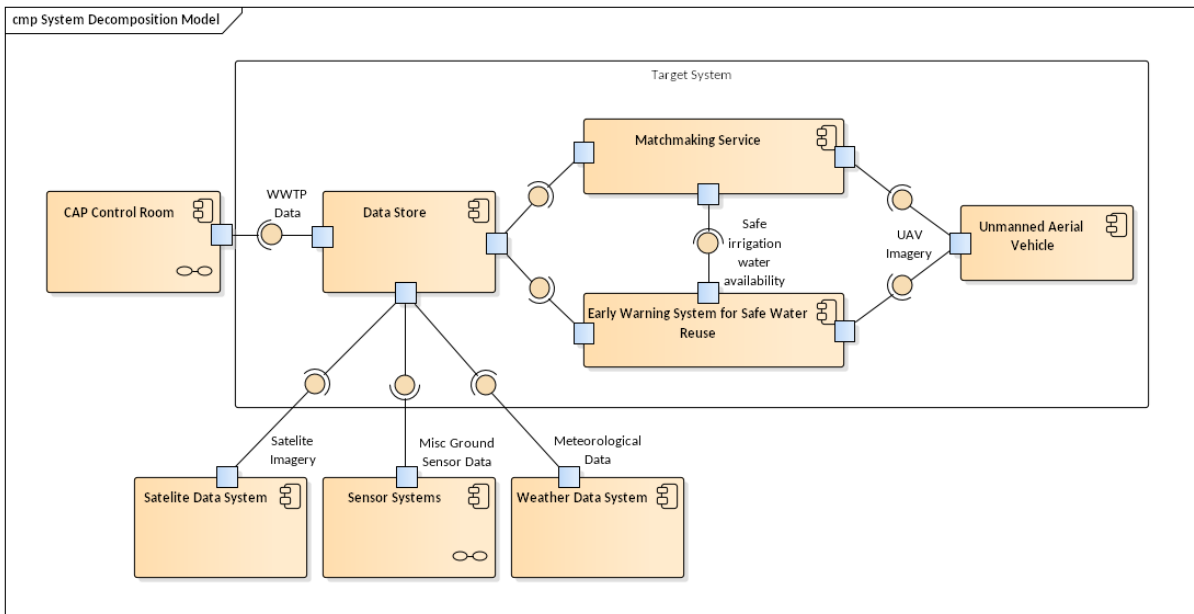 cmp System Decomposition Model
Target System
Matchmaking Service
WWTP
Data
CAP Control Room
Data Store
Safe
irrigation
water
availability
UAV
Imagery
Unmanned Aerial
Vehicle
Early Warning System for Safe Water
Reuse
Satelite
Imagery
Misc Ground
Sensor Data
Meteorological
Data
Satelite Data System
Sensor Systems
Weather Data System